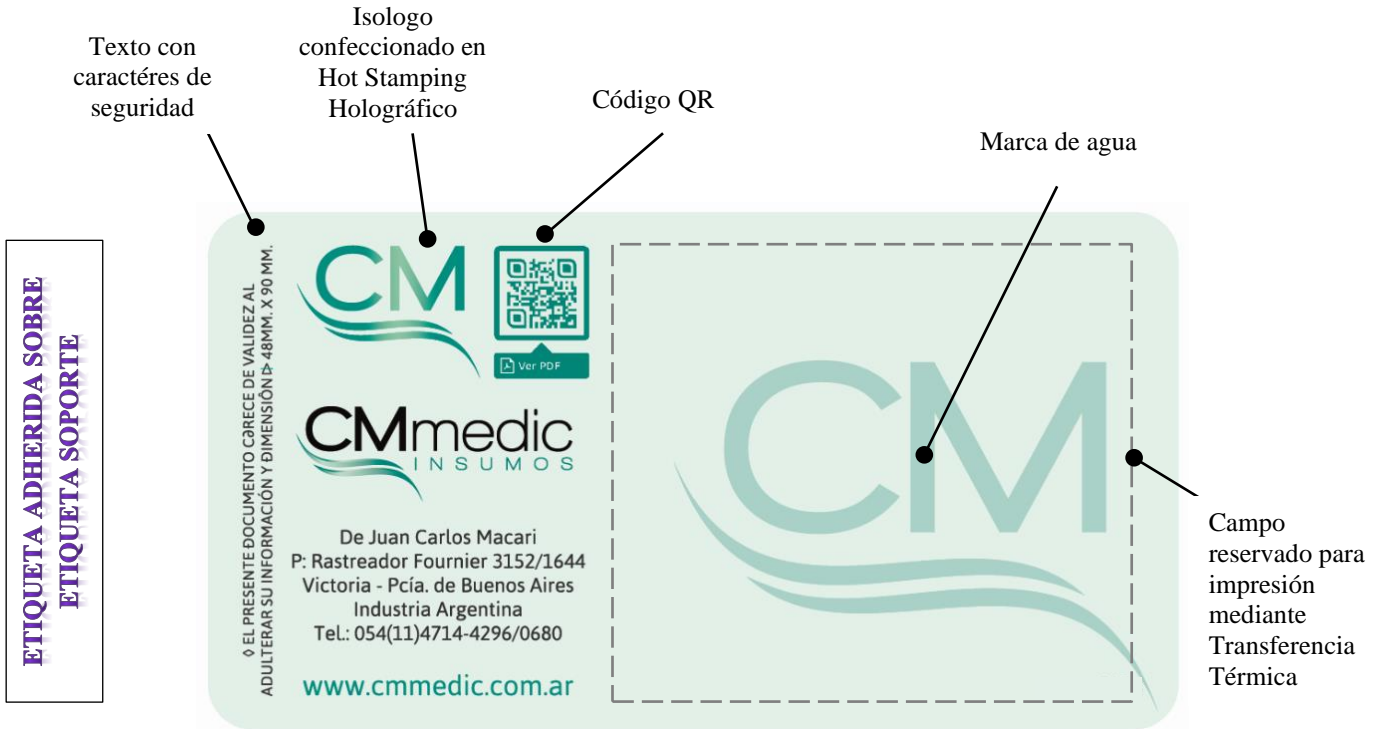 Texto con
caractéres de
seguridad
Isologo
confeccionado en
Hot Stamping
Holográfico
Código QR
Marca de agua
ETIQUETA ADHERIDA SOBRE
ETIQUETA SOPORTE
◊ EL PRESENTE ĐOCUMENTO CƏRECE DE VALIDEZ AL
ADULTERAR SU INFORMACIÓN Y ĐIMENSIÓN ▷ 48MM. X 90 MM.
CM
Ver PDF
CMmedic
INSUMOS
De Juan Carlos Macari
P: Rastreador Fournier 3152/1644
Victoria - Pcía. de Buenos Aires
Industria Argentina
Tel.: 054(11)4714-4296/0680
www.cmmedic.com.ar
CM
Campo
reservado para
impresión
mediante
Transferencia
Térmica